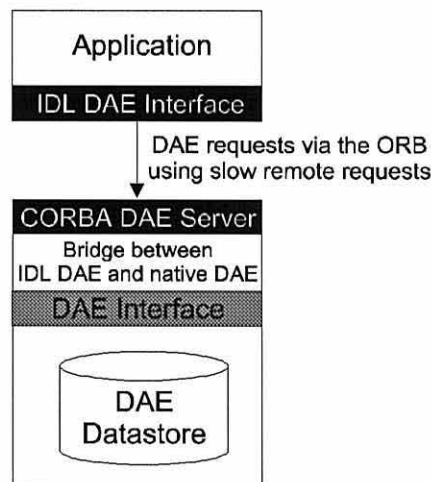 Application
IDL DAE Interface
DAE requests via the ORB
using slow remote requests
CORBA DAE Server
Bridge between
IDL DAE and native DAE
DAE Interface
DAE
Datastore